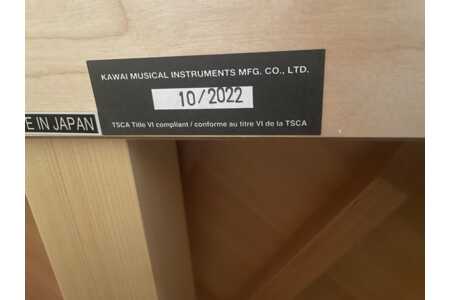 KAWAI MUSICAL INSTRUMENTS MFG. CO., LTD.
10/2022
TSCA Title VI compliant / conforme au titre VI de la TSCA
E IN JAPAN